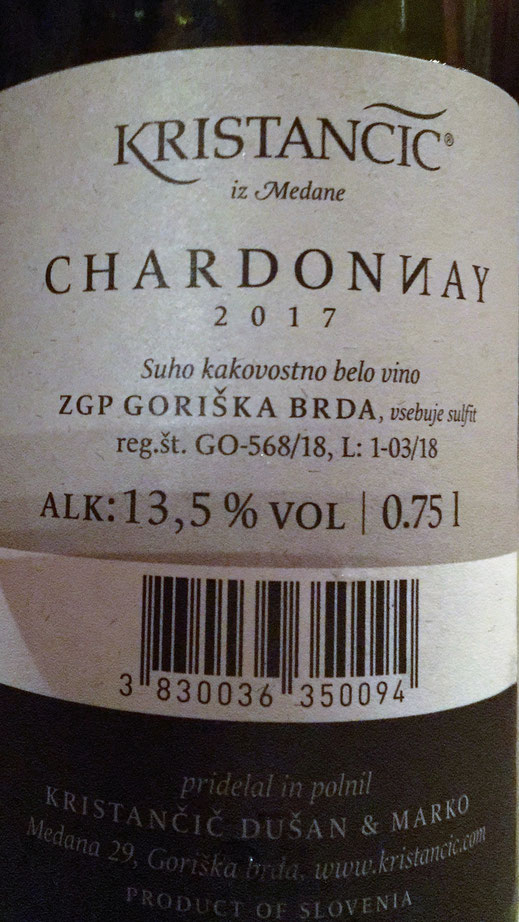 KRISTANČIČ®
iz Medane
CHARDONИAY
2017
Suho kakovostno belo vino
ZGP GORIŠKA BRDA, vsebuje sulfit
reg.št. GO-568/18, L: 1-03/18
ALK: 13,5 % VOL | 0.75 l
3 830036 350094
pridelal in polnil
KRISTANČIČ DUŠAN & MARKO
Medana 29, Goriška brda, www.kristancic.com
PRODUCT OF SLOVENIA